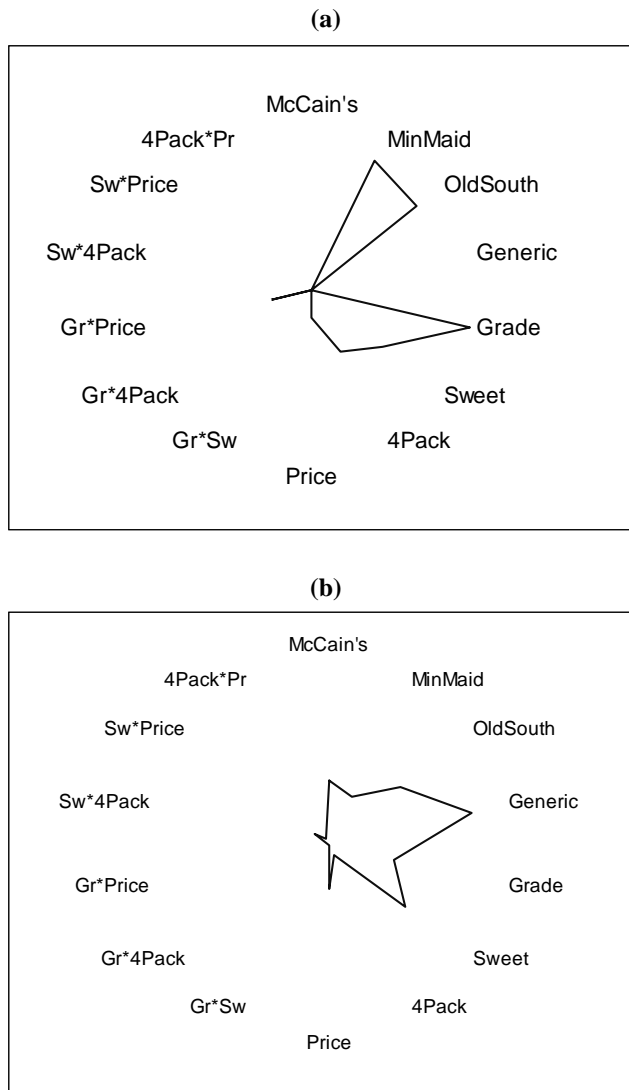 (a)
McCain's
4Pack*Pr MinMaid
Sw*Price OldSouth
Sw*4Pack Generic
Gr*Price Grade
Gr*4Pack Sweet
Gr*Sw 4Pack
Price
(b)
McCain's
4Pack*Pr MinMaid
Sw*Price OldSouth
Sw*4Pack Generic
Gr*Price Grade
Gr*4Pack Sweet
Gr*Sw 4Pack
Price